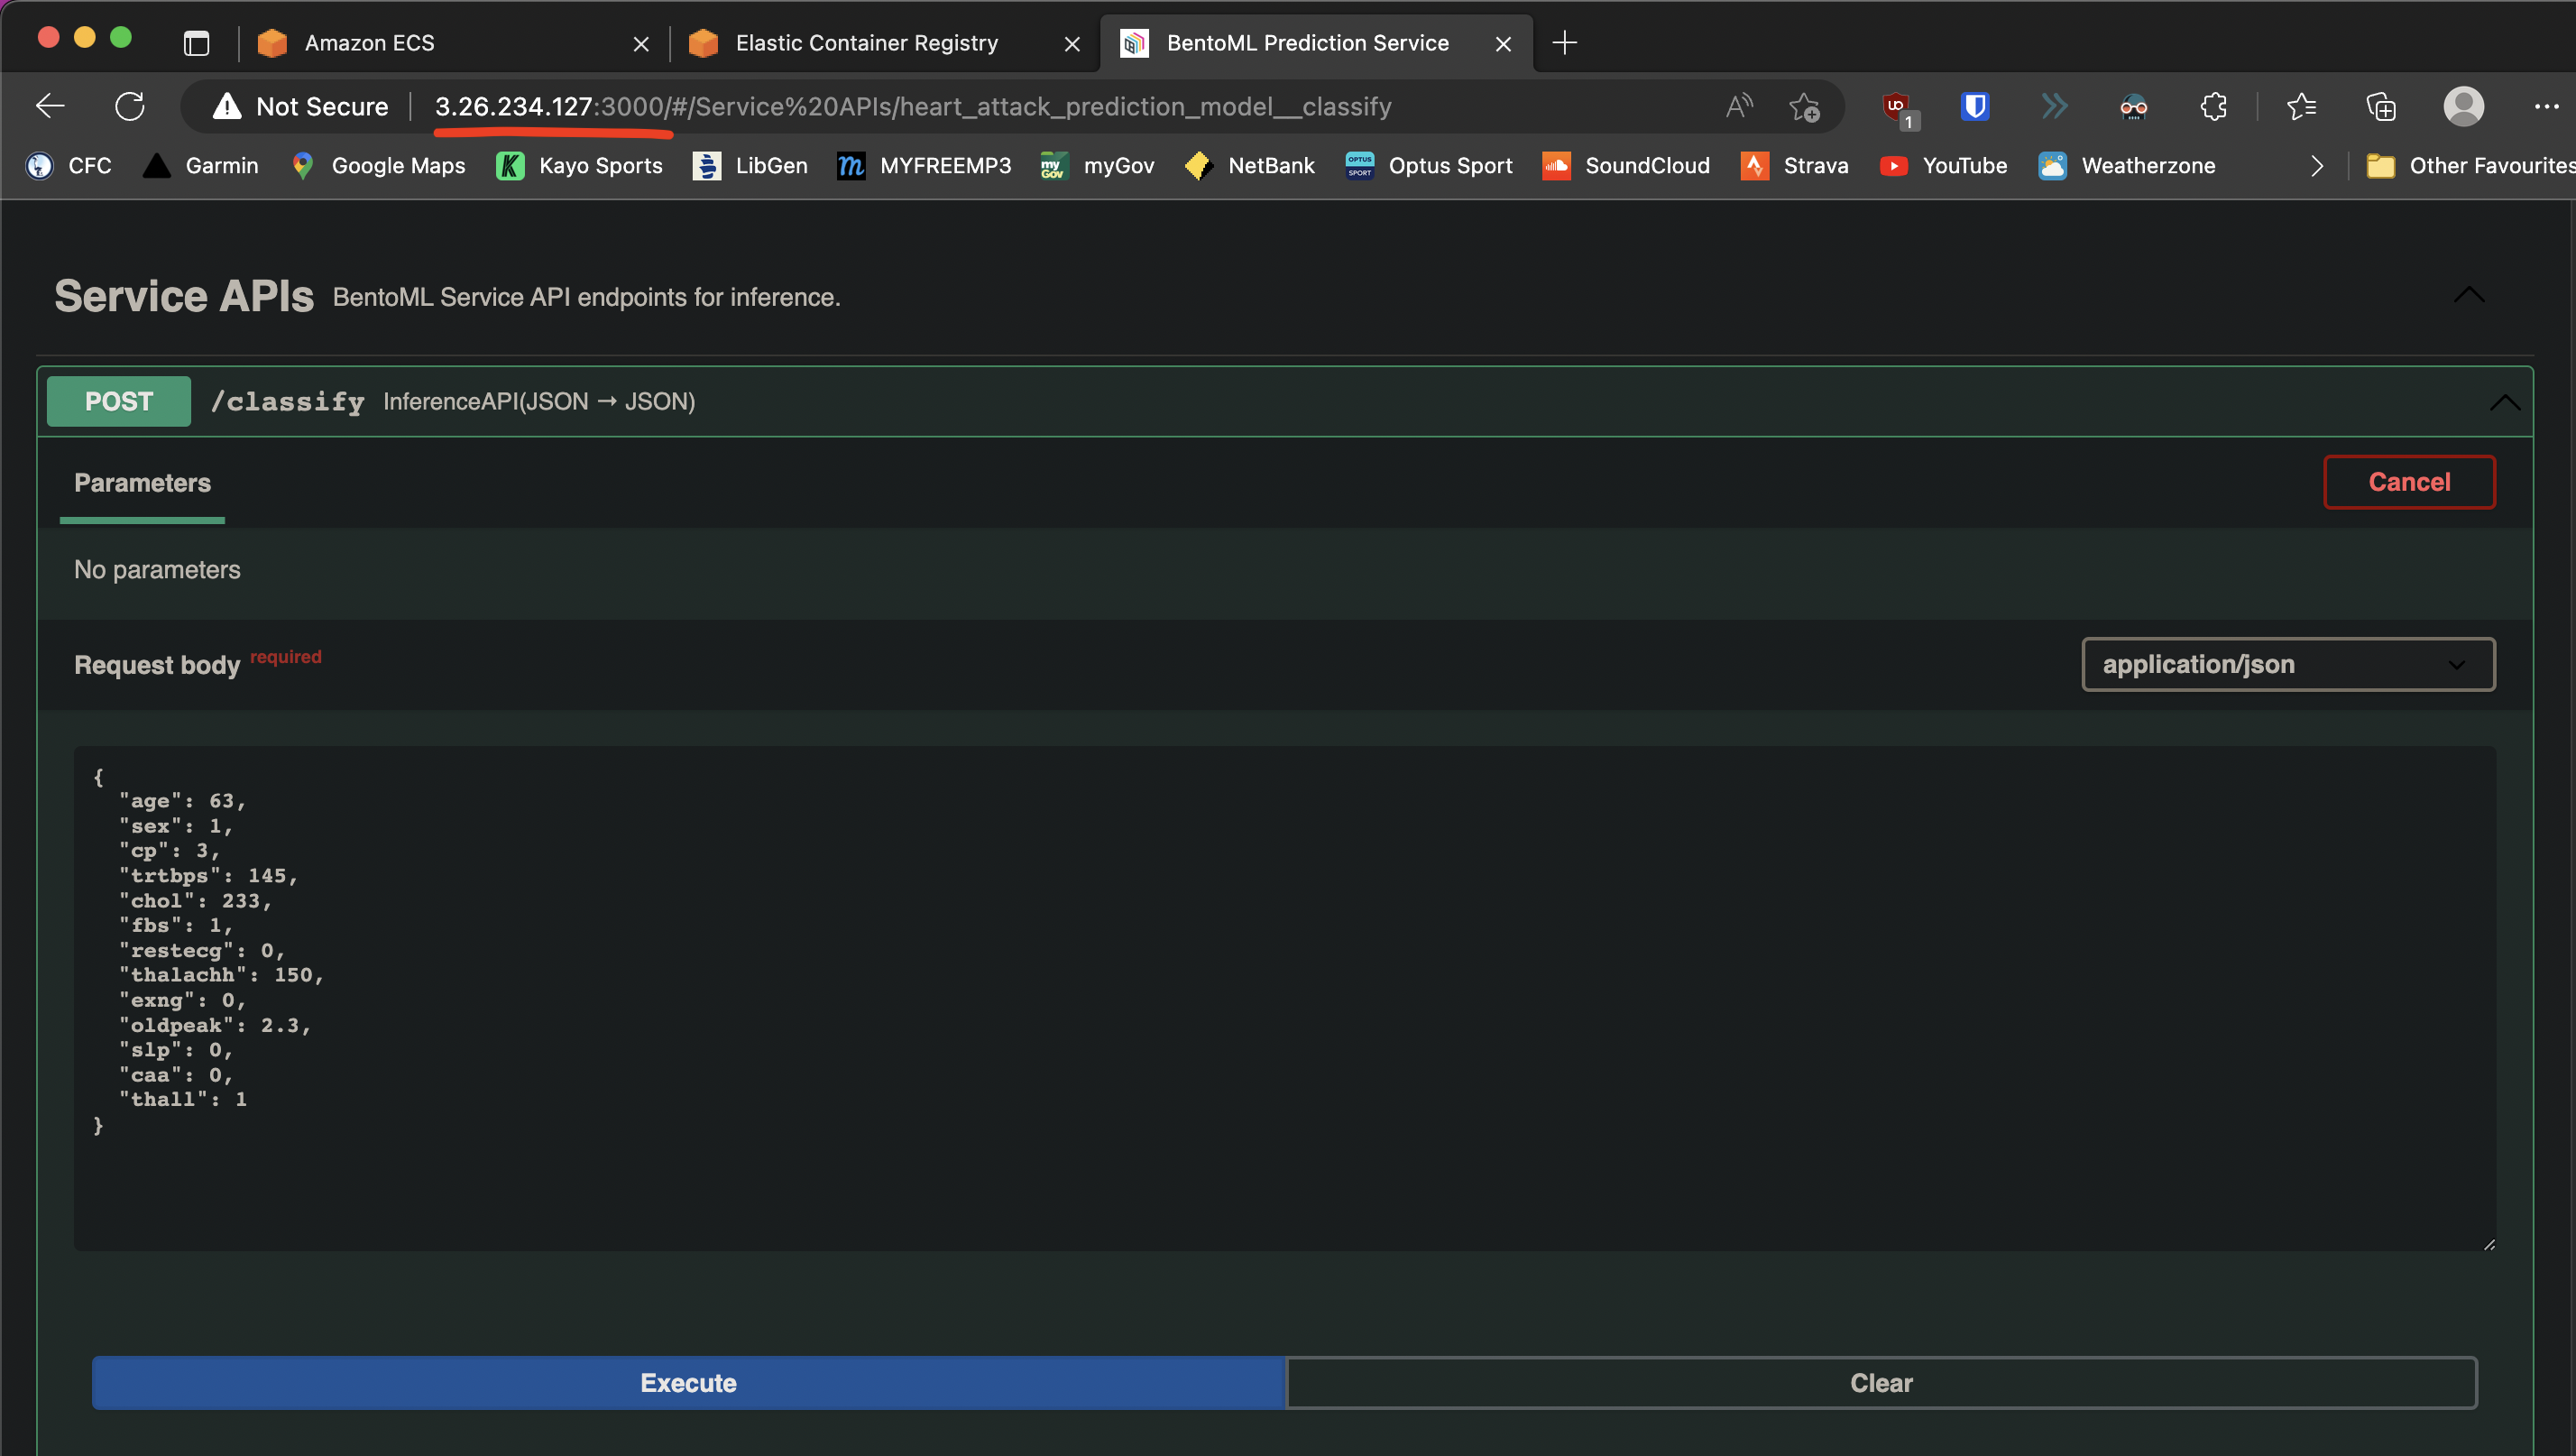 Amazon ECS
Elastic Container Registry
BentoML Prediction Service
Not Secure
3.26.234.127:3000/#/Service%20APIs/heart_attack_prediction_model__classify
1
CFC
Garmin
Google Maps
Kayo Sports
LibGen
MYFREEMP3
myGov
NetBank
Optus Sport
SoundCloud
Strava
YouTube
Weatherzone
Other Favourites
Service APIs BentoML Service API endpoints for inference.
POST /classify InferenceAPI(JSON → JSON)
Parameters
Cancel
No parameters
Request body required
application/json
{
"age": 63,
"sex": 1,
"cp": 3,
"trtbps": 145,
"chol": 233,
"fbs": 1,
"restecg": 0,
"thalachh": 150,
"exng": 0,
"oldpeak": 2.3,
"slp": 0,
"caa": 0,
"thall": 1
}
Execute
Clear